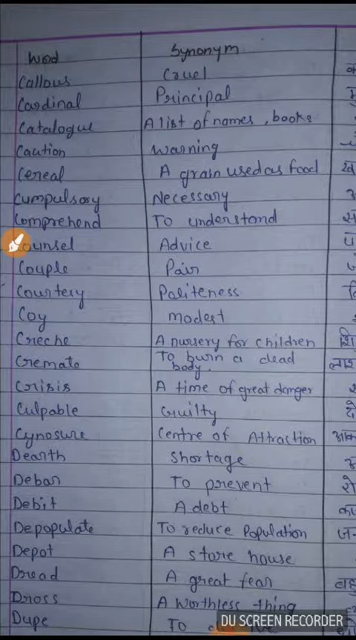 Word Synonym
Callous Cruel
Cardinal Principal
Catalogue A list of names, books
Caution Warning
Cereal A grain used as food
Cumpulsory Necessary
Comprehend To understand
ounsel Advice
Couple Pair
Courtery Politeness
Coy modest
Creche A nursery for children
Cremate To burn a dead body.
Crisis A time of great danger
Culpable Guilty
Cynosure Centre of Attraction
Dearth Shortage
Debar To prevent
Debit A debt
Depopulate To reduce Population
Depot A store house
Dread A great fear
Dross A worthless thing
Dupe To
DU SCREEN RECORDER